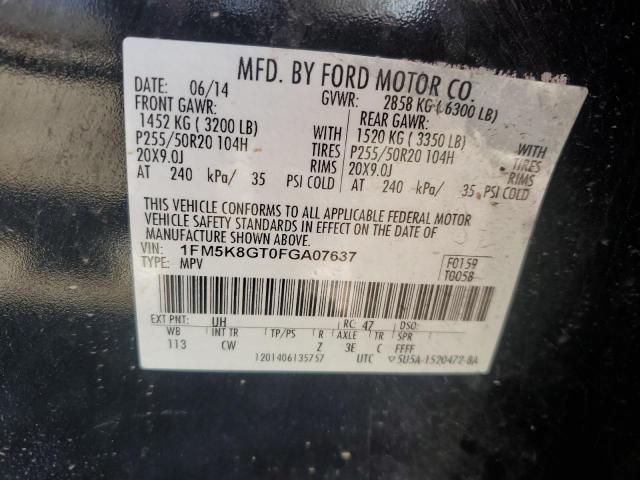 MFD. BY FORD MOTOR CO.
DATE: 06/14 GVWR: 2858 KG ( 6300 LB)
FRONT GAWR: REAR GAWR:
1452 KG ( 3200 LB) WITH 1520 KG ( 3350 LB) WITH
P255/50R20 104H TIRES P255/50R20 104H TIRES
20X9.0J RIMS 20X9.0J RIMS
AT 240 kPa/ 35 PSI COLD AT 240 kPa/ 35 PSI COLD
THIS VEHICLE CONFORMS TO ALL APPLICABLE FEDERAL MOTOR
VEHICLE SAFETY STANDARDS IN EFFECT ON THE DATE OF
MANUFACTURE SHOWN ABOVE.
VIN: 1FM5K8GT0FGA07637 F0159
TYPE: MPV T0058
EXT PNT: UH RC: 47 DSO:
WB INT TR TP/PS R AXLE TR SPR
113 CW Z 3E C FFFF
1201406135757 UTC ▽5U5A-1520472-8A